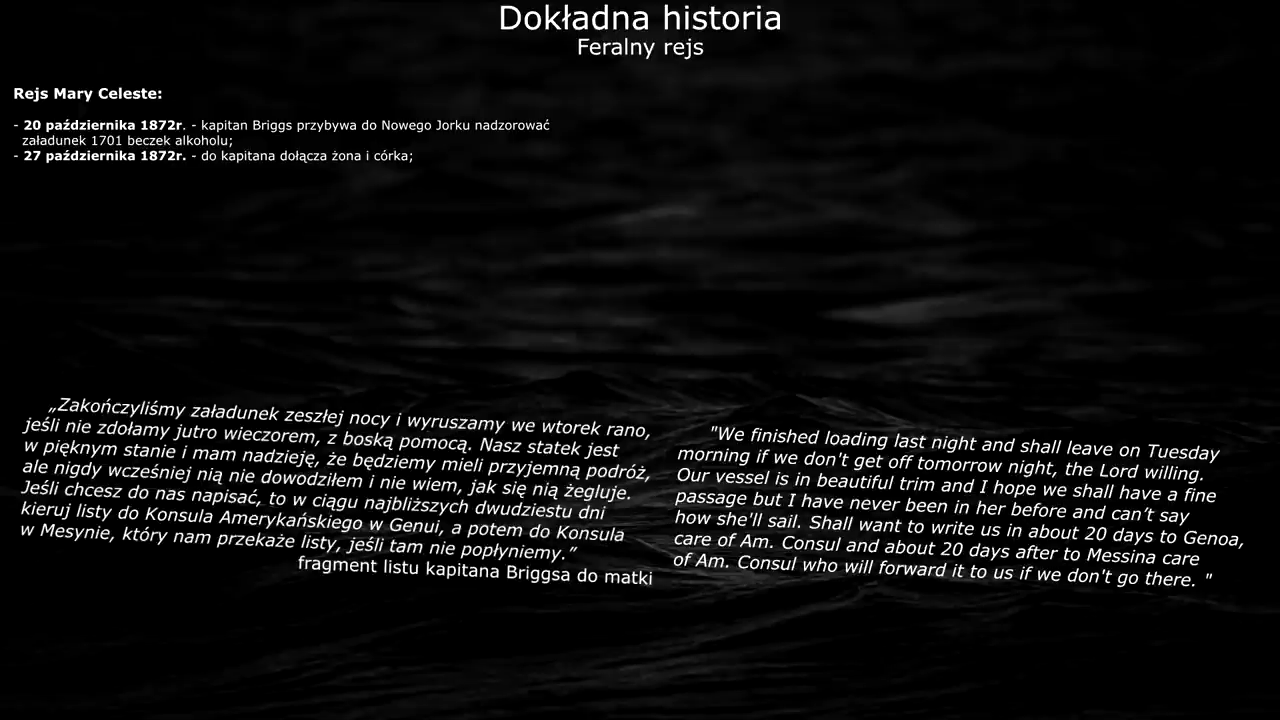 Dokładna historia
Feralny rejs
Rejs Mary Celeste:
- 20 października 1872r. - kapitan Briggs przybywa do Nowego Jorku nadzorować
załadunek 1701 beczek alkoholu;
- 27 października 1872r. - do kapitana dołącza żona i córka;
„Zakończyliśmy załadunek zeszłej nocy i wyruszamy we wtorek rano,
jeśli nie zdołamy jutro wieczorem, z boską pomocą. Nasz statek jest
w pięknym stanie i mam nadzieję, że będziemy mieli przyjemną podróż,
ale nigdy wcześniej nią nie dowodziłem i nie wiem, jak się nią żegluje.
Jeśli chcesz do nas napisać, to w ciągu najbliższych dwudziestu dni
kieruj listy do Konsula Amerykańskiego w Genui, a potem do Konsula
w Mesynie, który nam przekaże listy, jeśli tam nie popłyniemy.”
fragment listu kapitana Briggsa do matki
"We finished loading last night and shall leave on Tuesday
morning if we don't get off tomorrow night, the Lord willing.
Our vessel is in beautiful trim and I hope we shall have a fine
passage but I have never been in her before and can’t say
how she'll sail. Shall want to write us in about 20 days to Genoa,
care of Am. Consul and about 20 days after to Messina care
of Am. Consul who will forward it to us if we don't go there. "